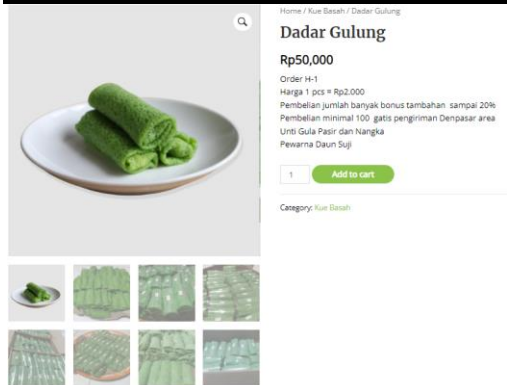 Home / Kue Basah / Dadar Gulung
Dadar Gulung
Rp50,000
Order H-1
Harga 1 pcs = Rp2.000
Pembelian jumlah banyak bonus tambahan sampai 20%
Pembelian minimal 100 gatis pengiriman Denpasar area
Unti Gula Pasir dan Nangka
Pewarna Daun Suji
1
Add to cart
Category: Kue Basah